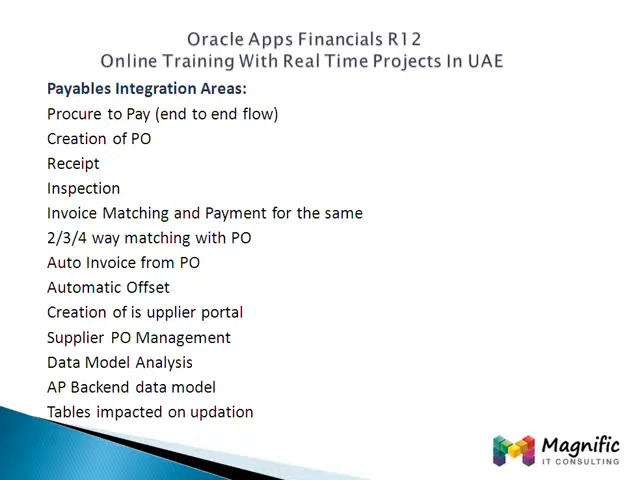 Oracle Apps Financials R12
Online Training With Real Time Projects In UAE
Payables Integration Areas:
Procure to Pay (end to end flow)
Creation of PO
Receipt
Inspection
Invoice Matching and Payment for the same
2/3/4 way matching with PO
Auto Invoice from PO
Automatic Offset
Creation of is upplier portal
Supplier PO Management
Data Model Analysis
AP Backend data model
Tables impacted on updation
Magnific
IT CONSULTING